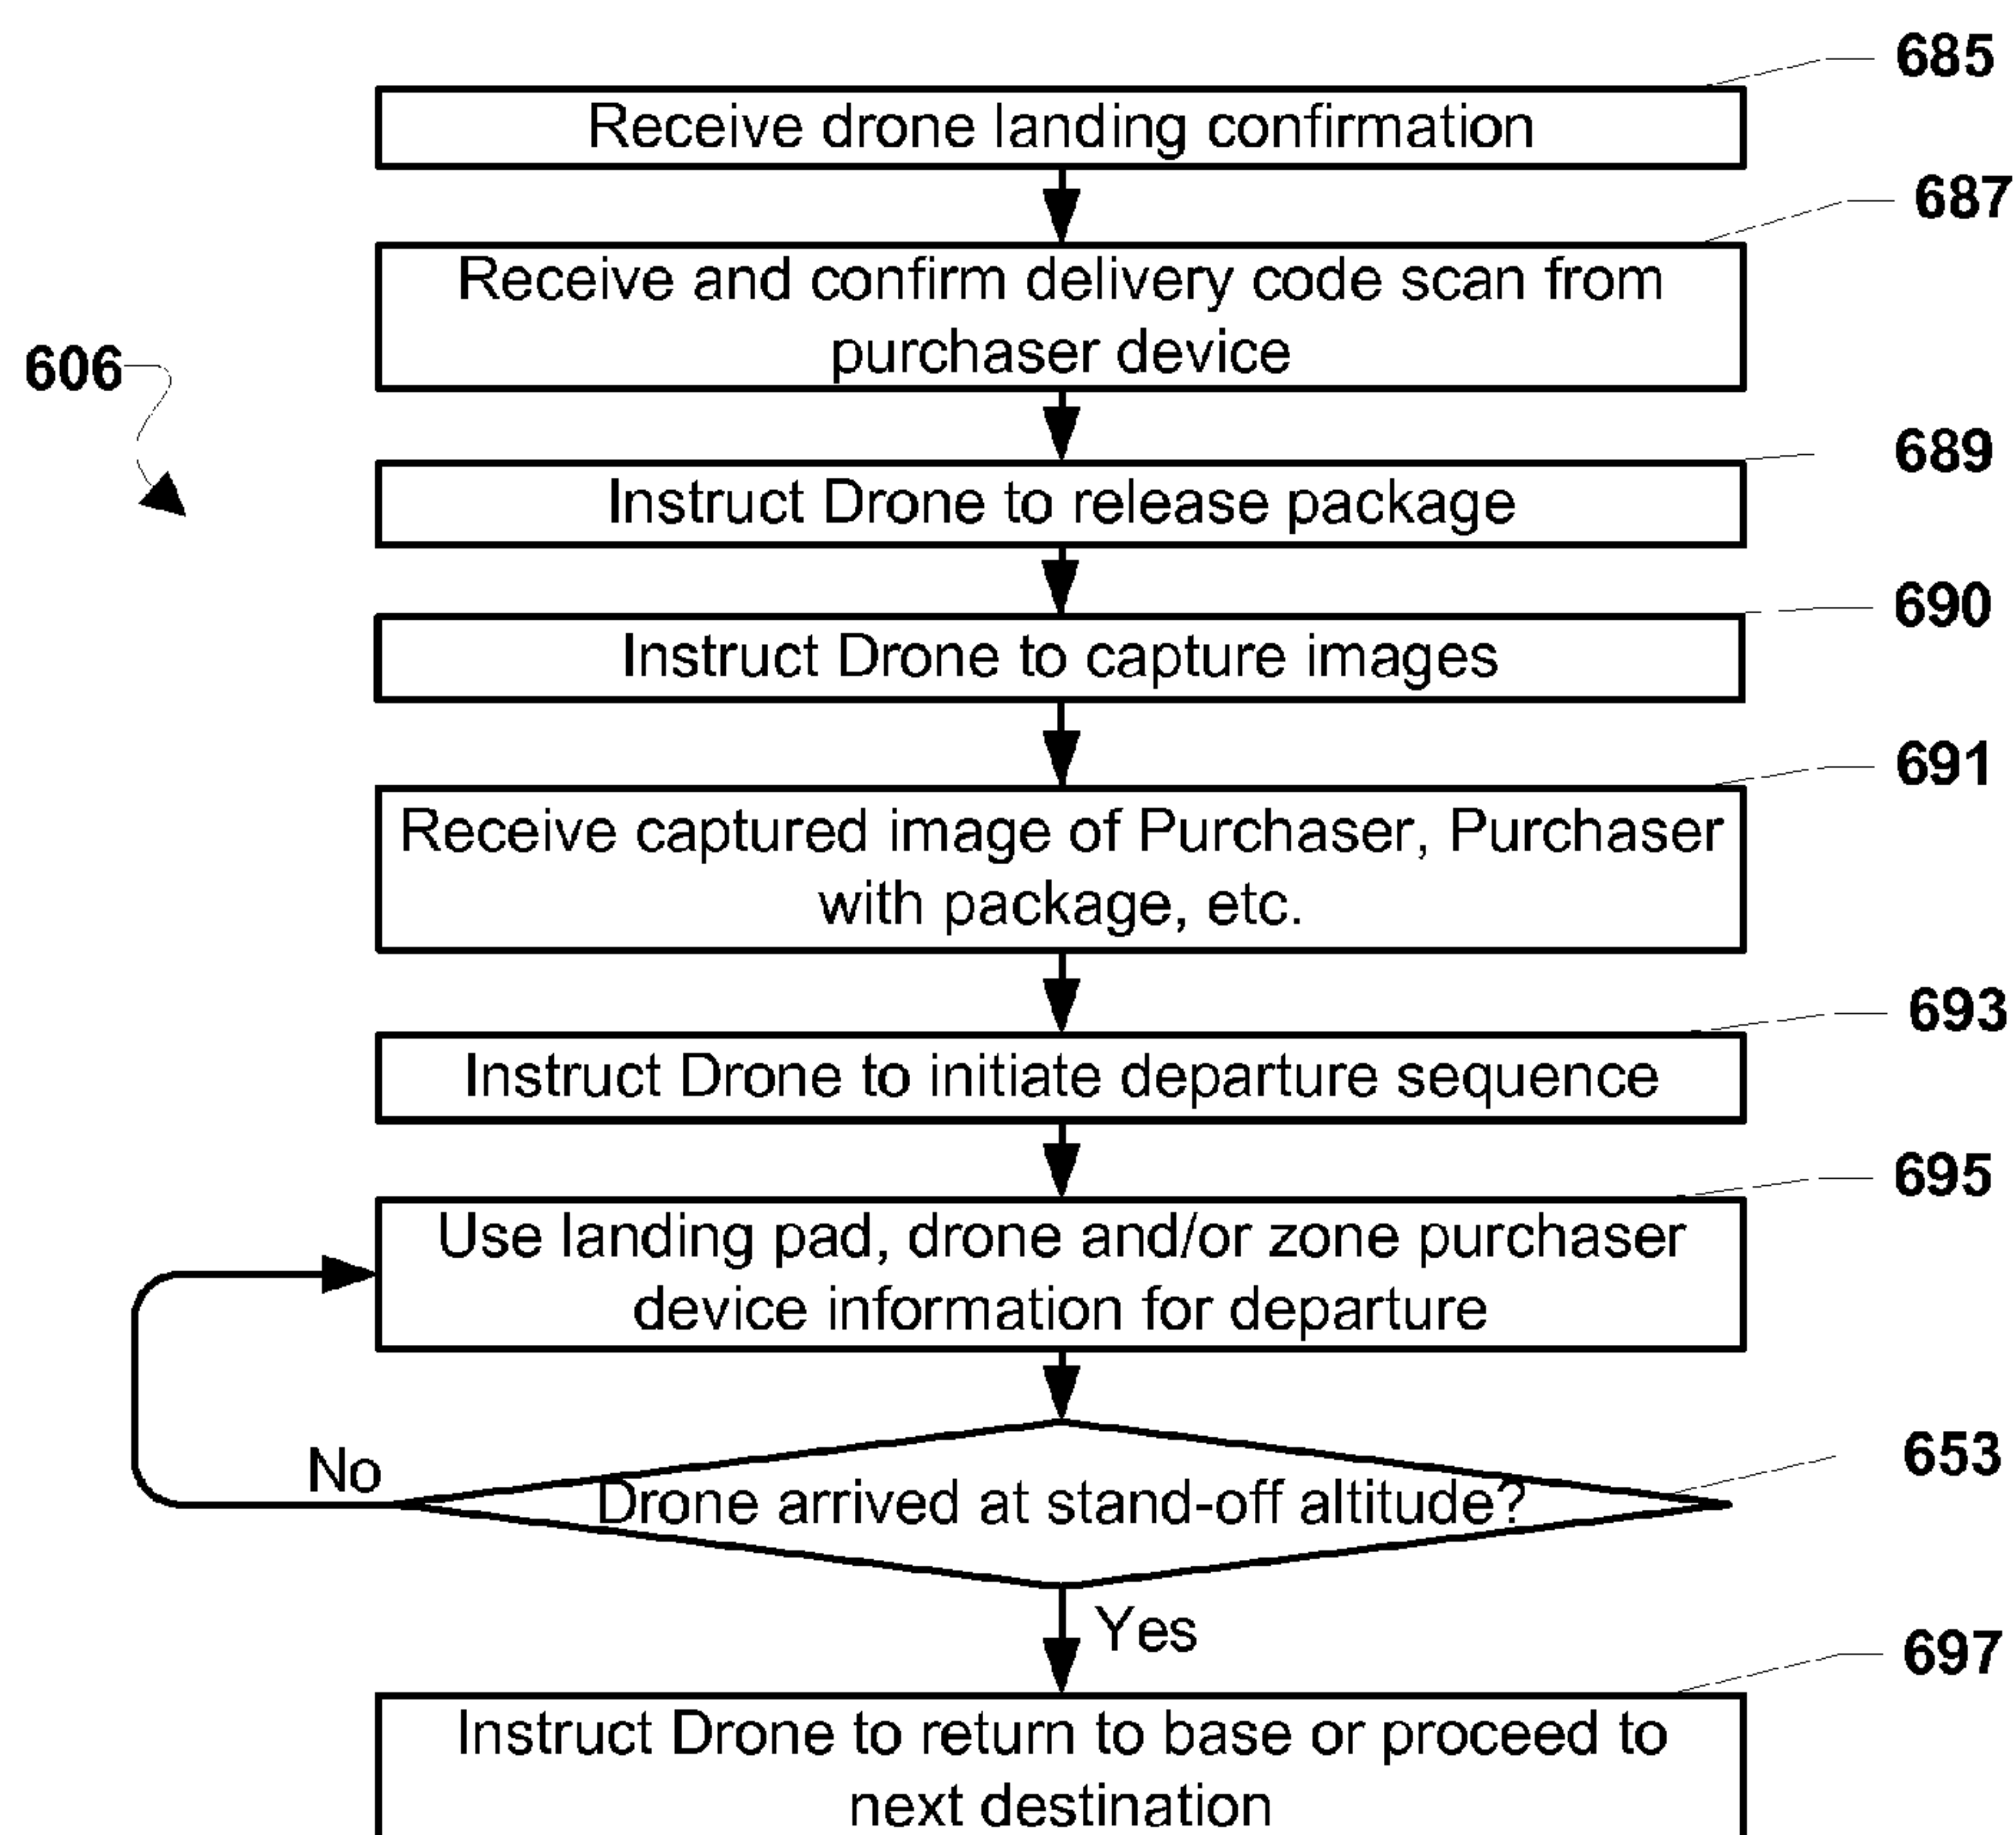 685
Receive drone landing confirmation
687
Receive and confirm delivery code scan from
purchaser device
606
689
Instruct Drone to release package
690
Instruct Drone to capture images
691
Receive captured image of Purchaser, Purchaser
with package, etc.
693
Instruct Drone to initiate departure sequence
695
Use landing pad, drone and/or zone purchaser
device information for departure
653
No
Drone arrived at stand-off altitude?
Yes
697
Instruct Drone to return to base or proceed to
next destination